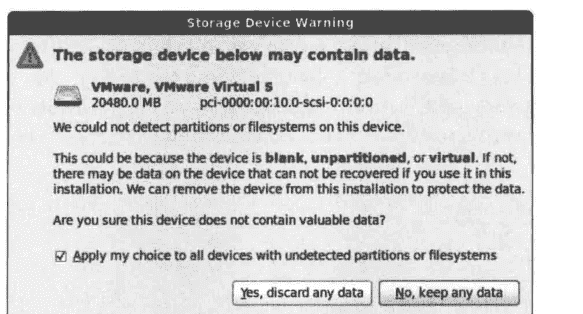 Storage Device Warning
The storage device below may contain data.
VMware, VMware Virtual S
20480.0 MB pci-0000:00:10.0-scsi-0:0:0:0
We could not detect partitions or filesystems on this device.
This could be because the device is blank, unpartitioned, or virtual. If not,
there may be data on the device that can not be recovered if you use it in this
installation. We can remove the device from this installation to protect the data.
Are you sure this device does not contain valuable data?
Apply my choice to all devices with undetected partitions or filesystems
Yes, discard any data No, keep any data